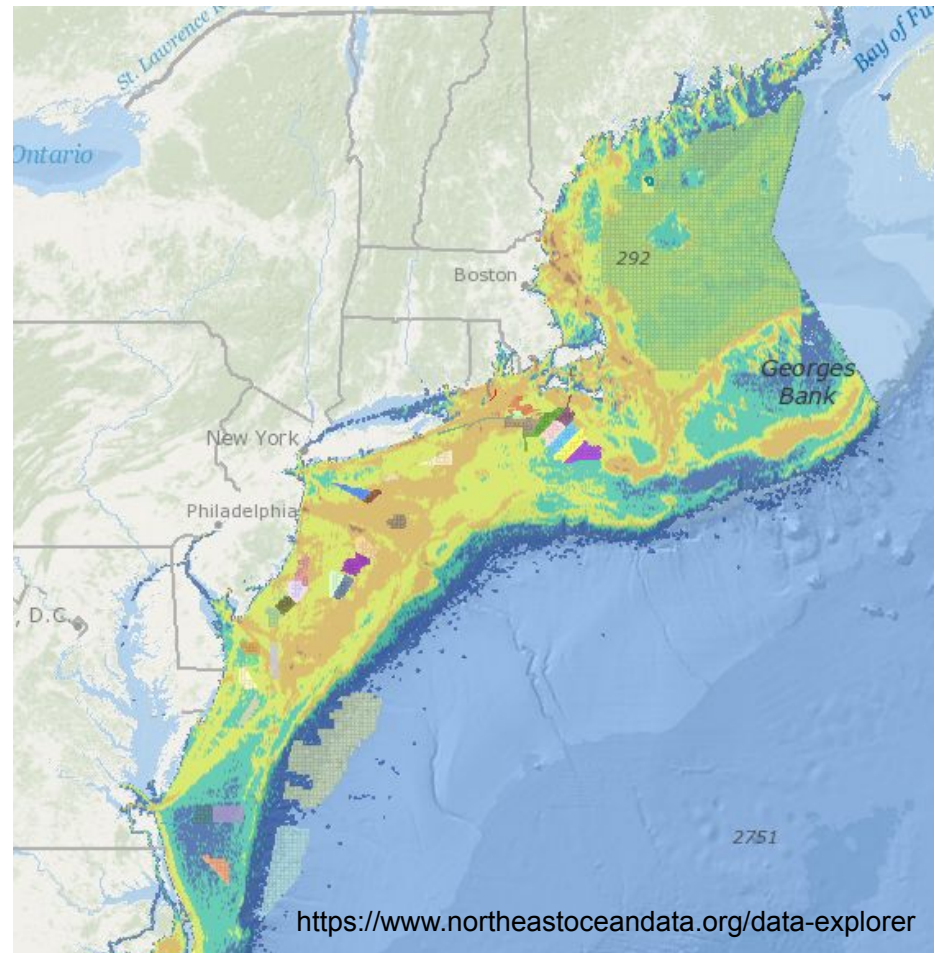 St. Lawrence R
Bay of Fu
Ontario
292
Boston
Georges
Bank
New York
Philadelphia
, D.C.
2751
https://www.northeastoceandata.org/data-explorer